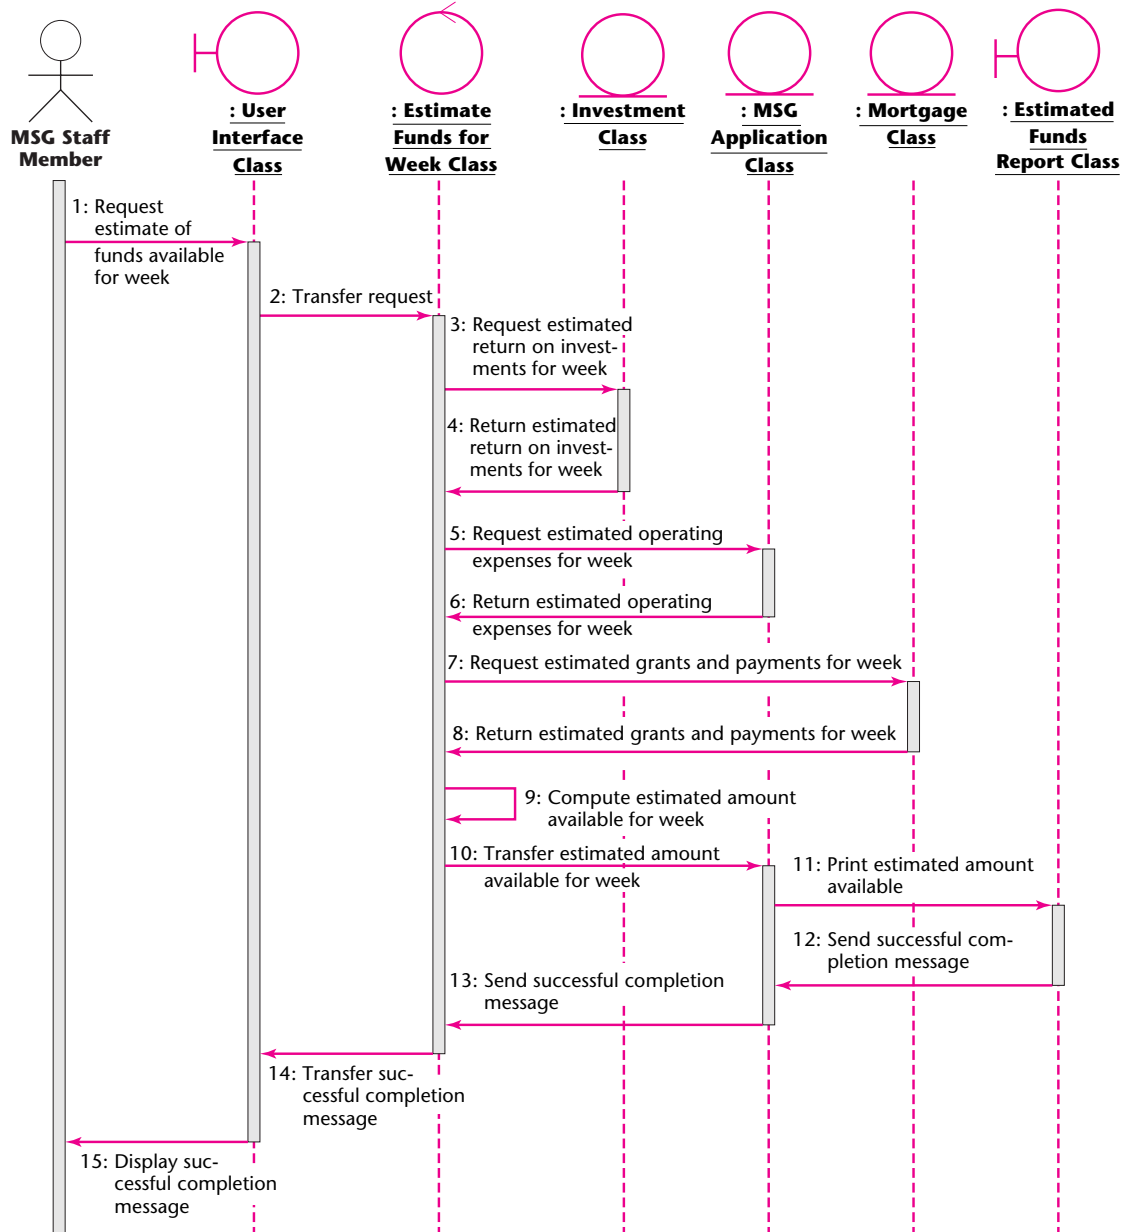 MSG Staff
Member
: User
Interface
Class
: Estimate
Funds for
Week Class
: Investment
Class
: MSG
Application
Class
: Mortgage
Class
: Estimated
Funds
Report Class
1: Request
estimate of
funds available
for week
2: Transfer request
3: Request estimated
return on invest-
ments for week
4: Return estimated
return on invest-
ments for week
5: Request estimated operating
expenses for week
6: Return estimated operating
expenses for week
7: Request estimated grants and payments for week
8: Return estimated grants and payments for week
9: Compute estimated amount
available for week
10: Transfer estimated amount
available for week
11: Print estimated amount
available
12: Send successful com-
pletion message
13: Send successful completion
message
14: Transfer suc-
cessful completion
message
15: Display suc-
cessful completion
message